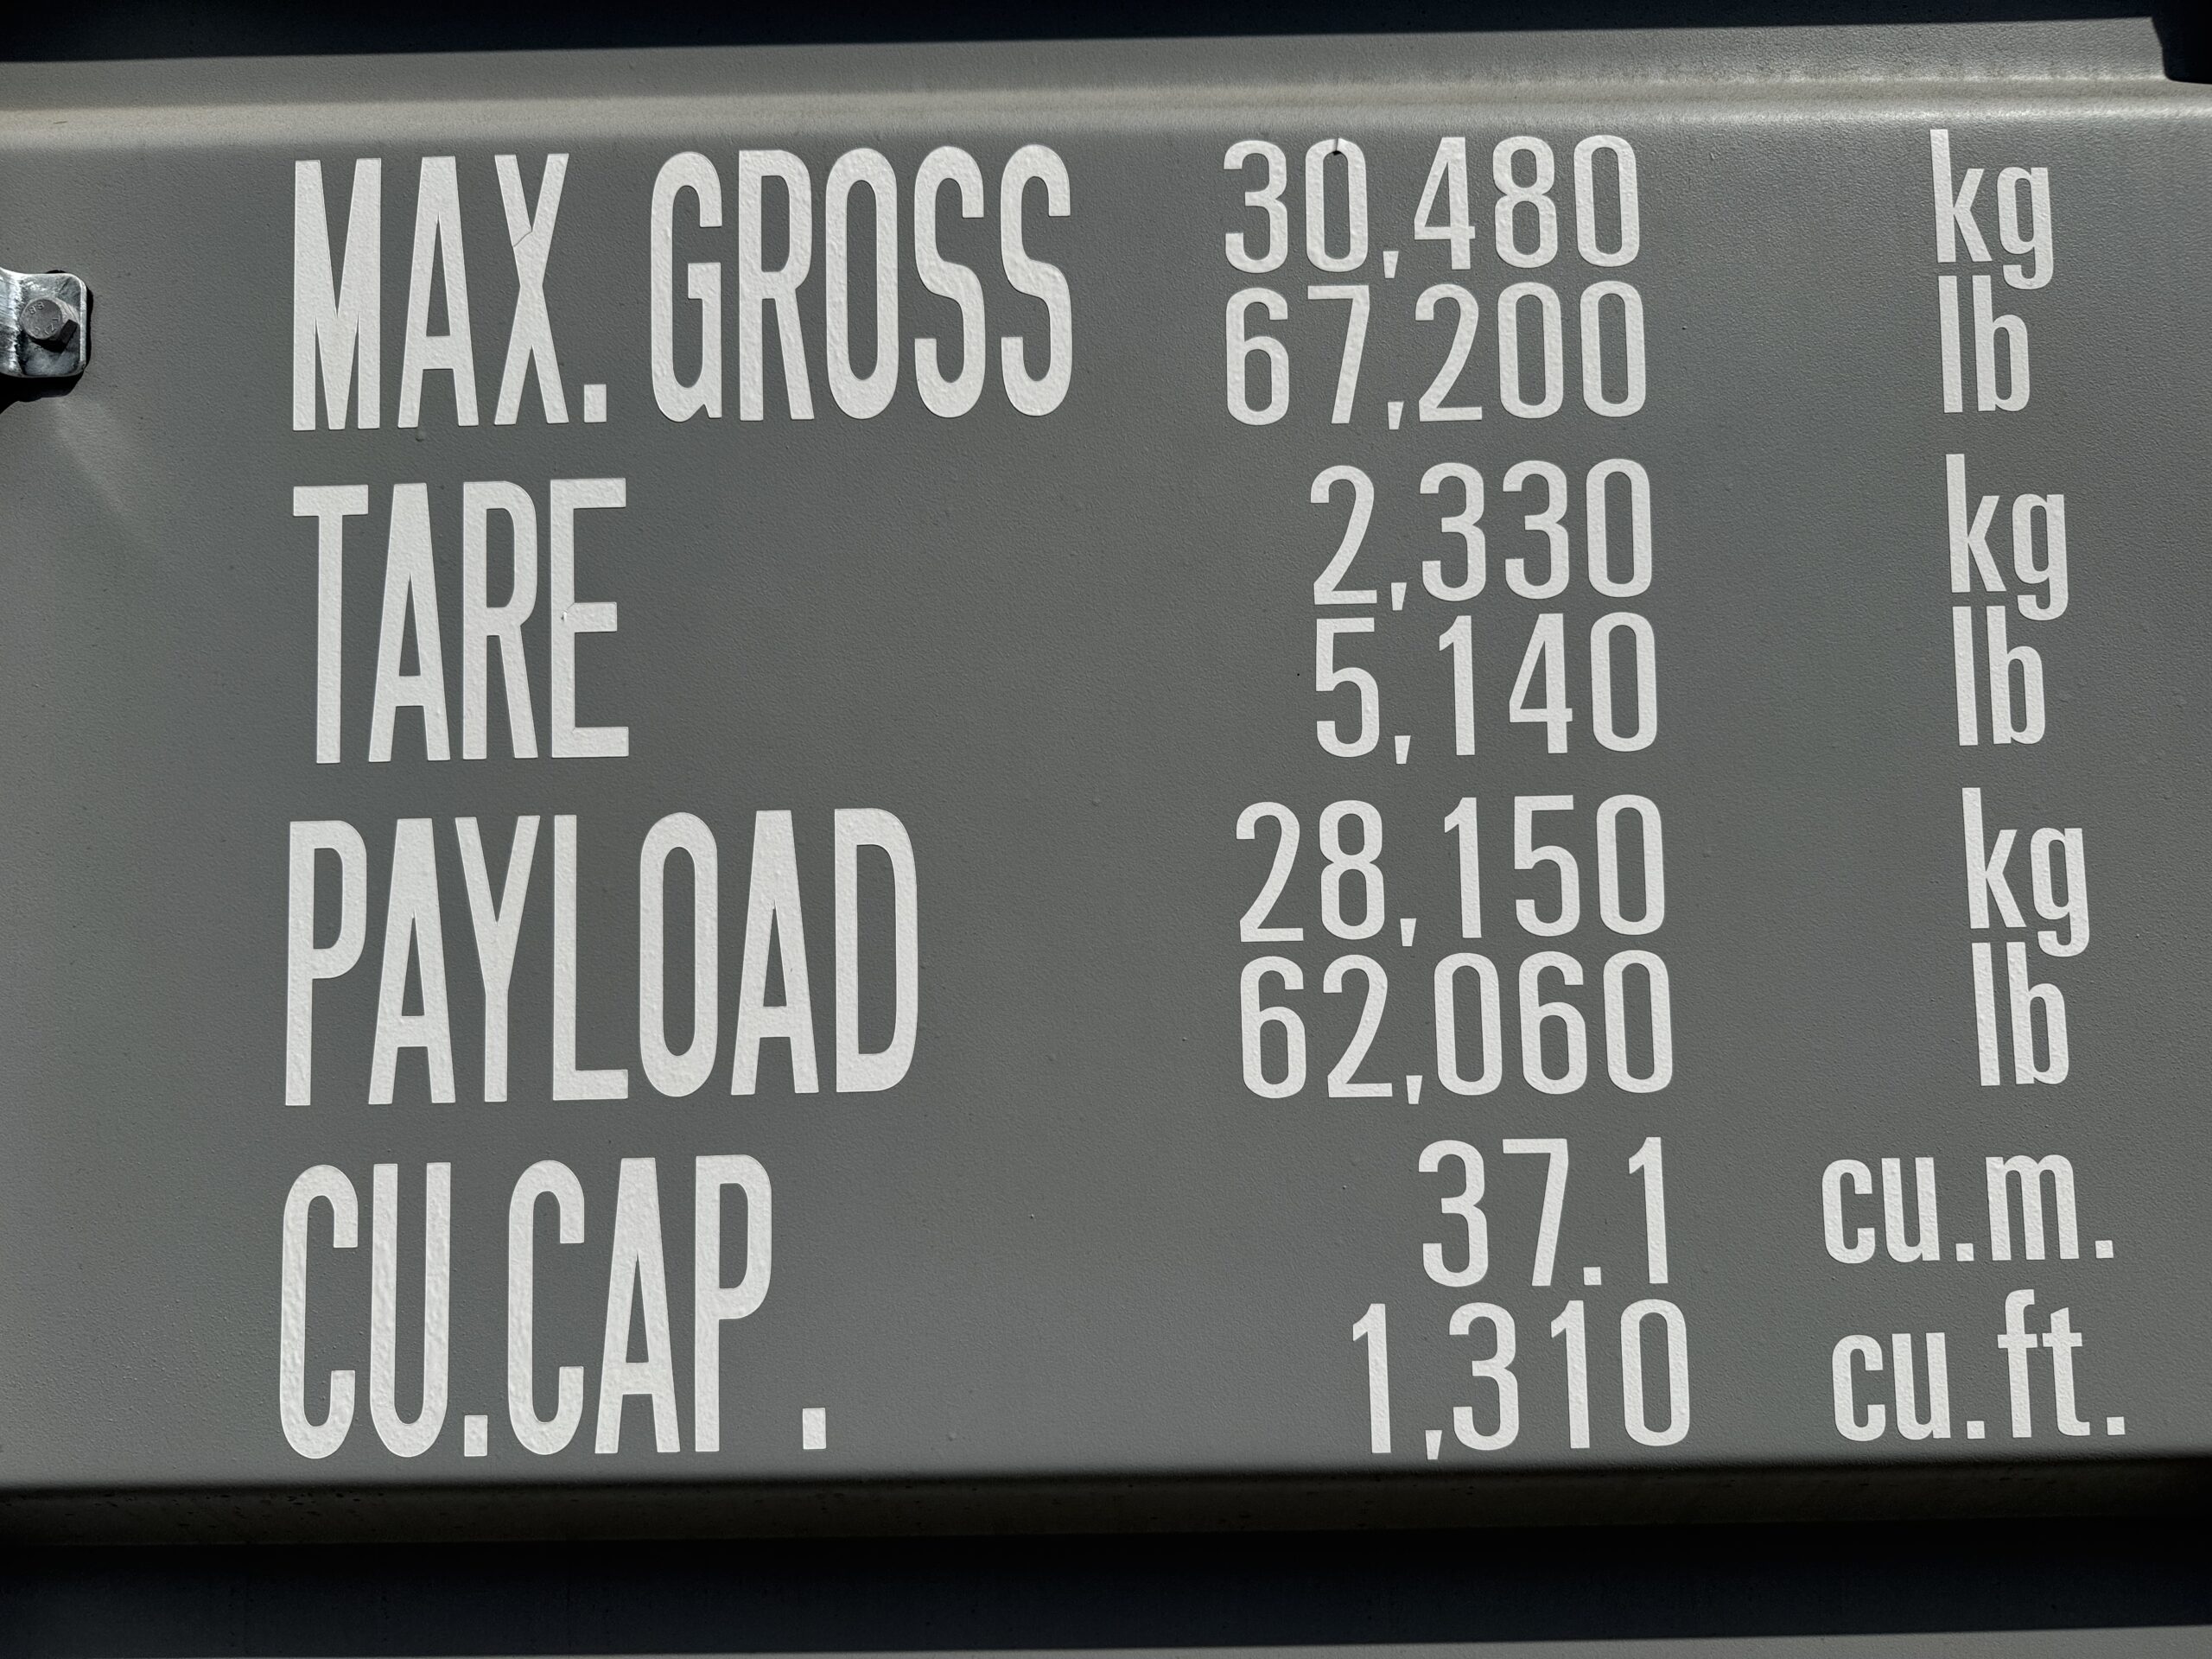 MAX. GROSS 30,480 kg
67,200 lb
TARE 2,330 kg
5,140 lb
PAYLOAD 28,150 kg
62,060 lb
CU.CAP. 37.1 cu.m.
1,310 cu.ft.